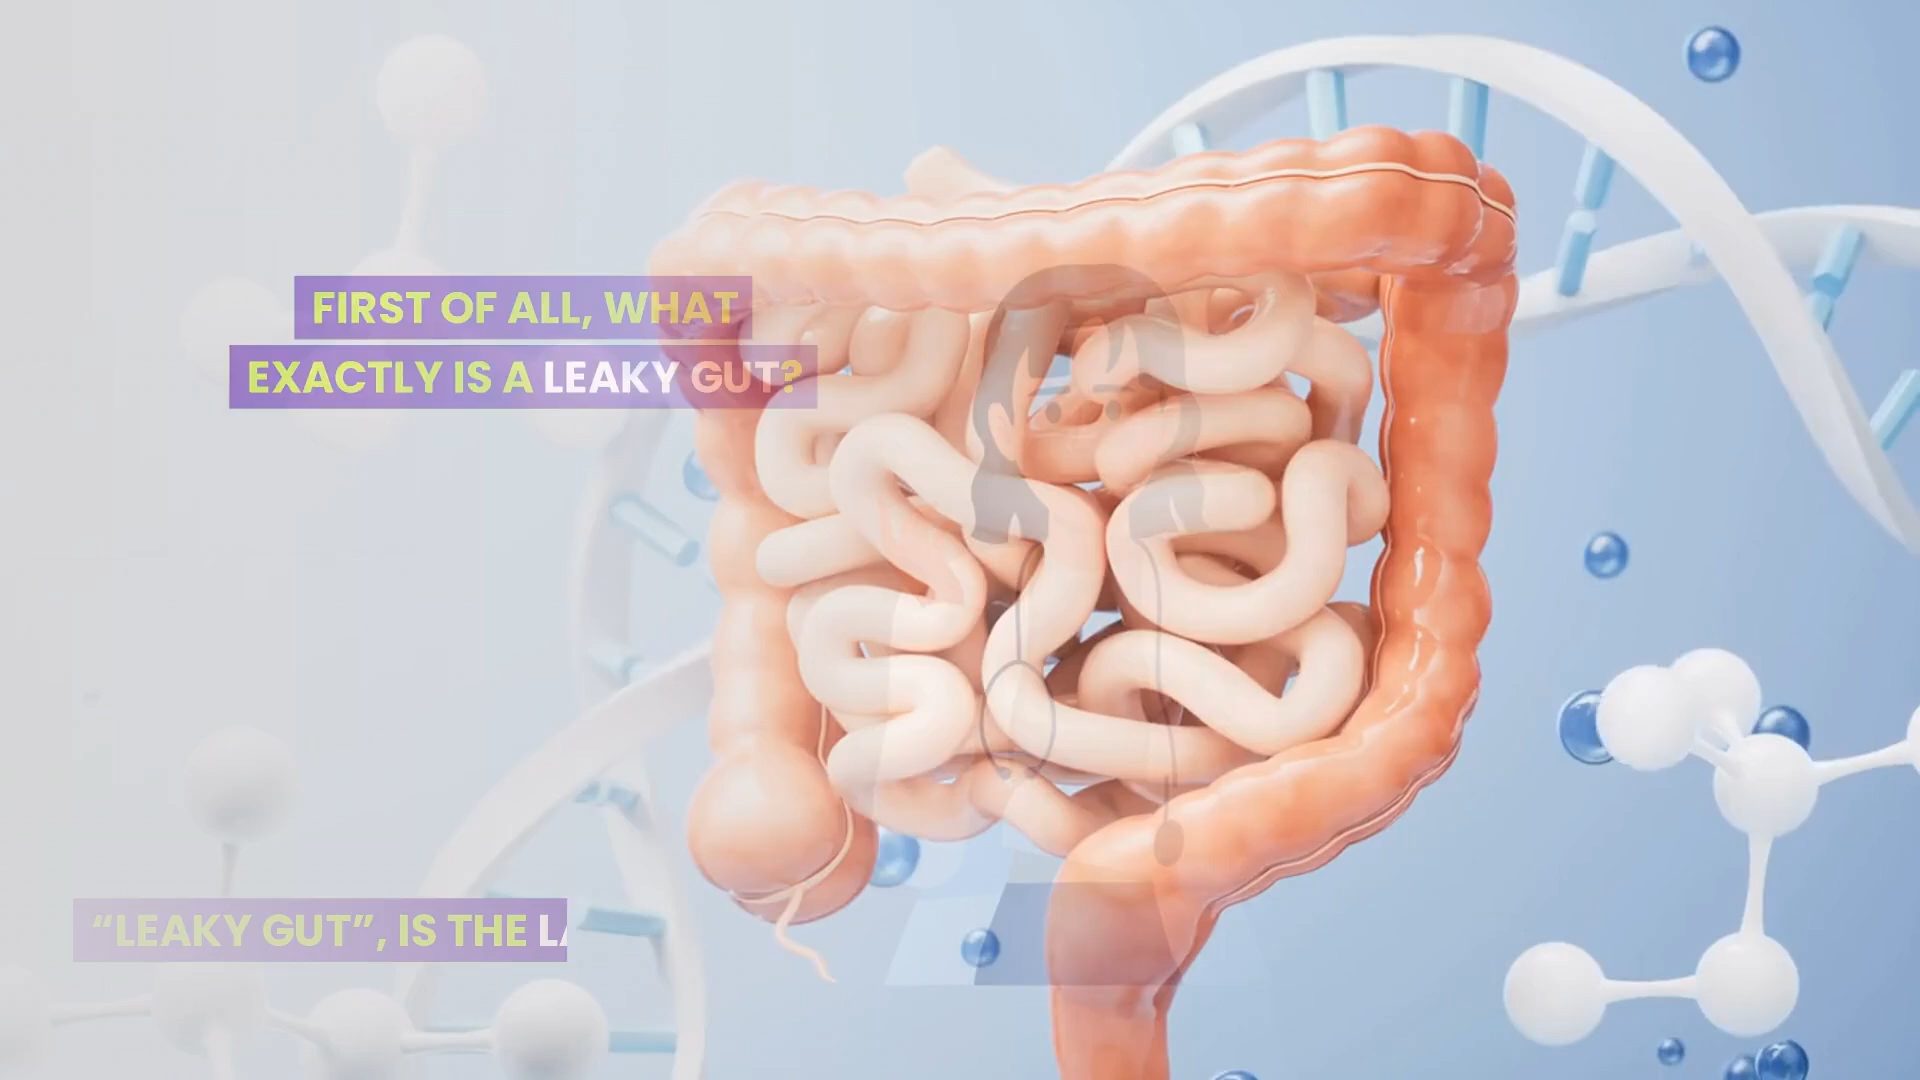 FIRST OF ALL, WHAT
EXACTLY IS A LEAKY GUT?
“LEAKY GUT”, IS THE